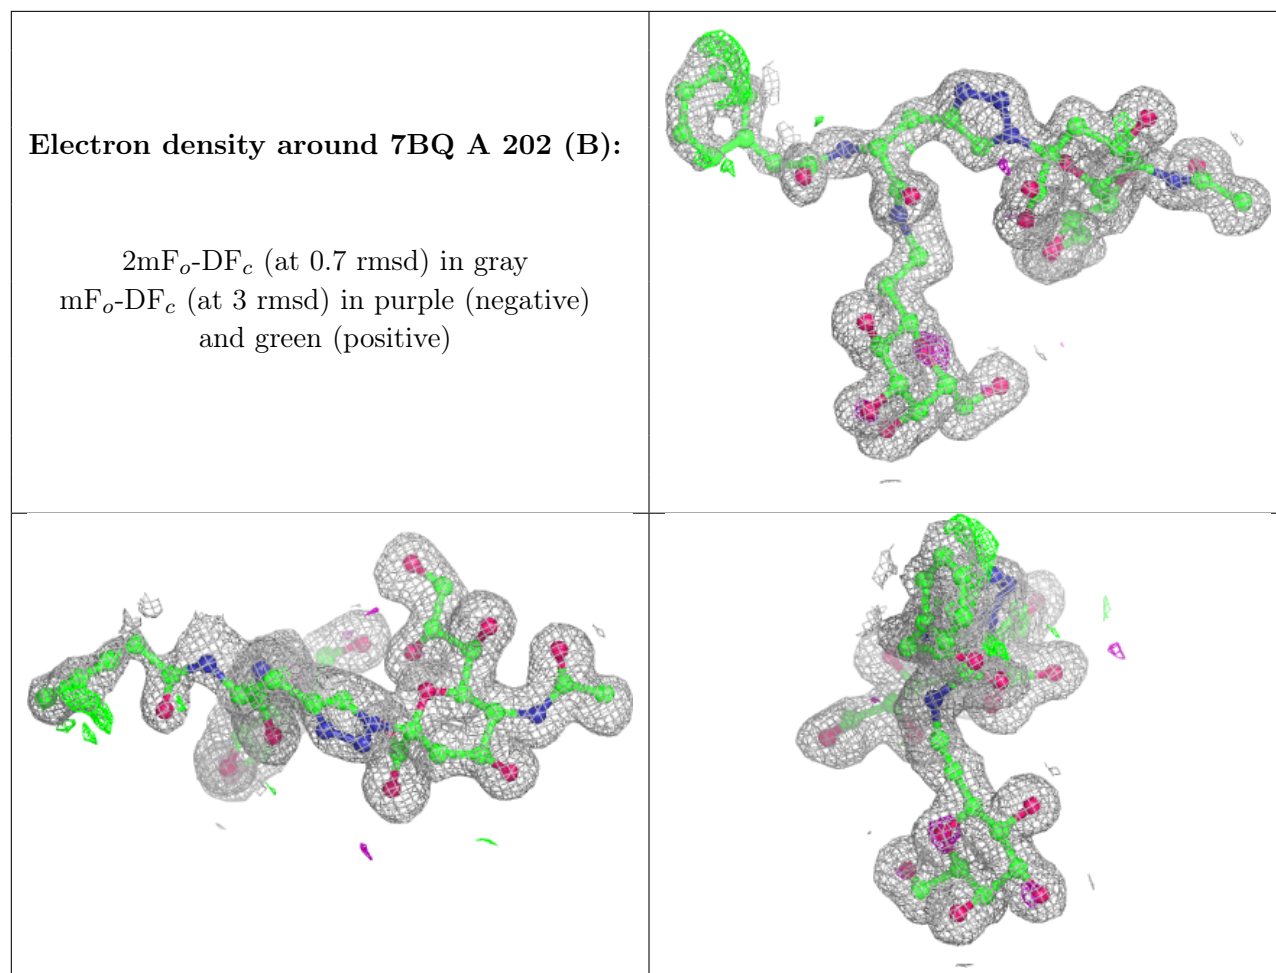 Electron density around 7BQ A 202 (B):
2mFo-DFc (at 0.7 rmsd) in gray
mFo-DFc (at 3 rmsd) in purple (negative)
and green (positive)